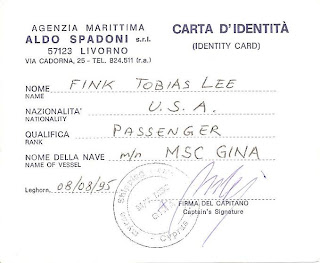 AGENZIA MARITTIMA
ALDO SPADONI s.r.l.
57123 LIVORNO
VIA CADORNA, 25 - TEL. 824.511 (r.a.)
CARTA D'IDENTITÀ
(IDENTITY CARD)
NOME FINK TOBIAS LEE
NAME
NAZIONALITA' U.S.A.
NATIONALITY
QUALIFICA PASSENGER
RANK
NOME DELLA NAVE m/n MSC GINA
NAME OF VESSEL
Leghorn, 08/08/95
FIRMA DEL CAPITANO
Captain's Signature
Cyprus